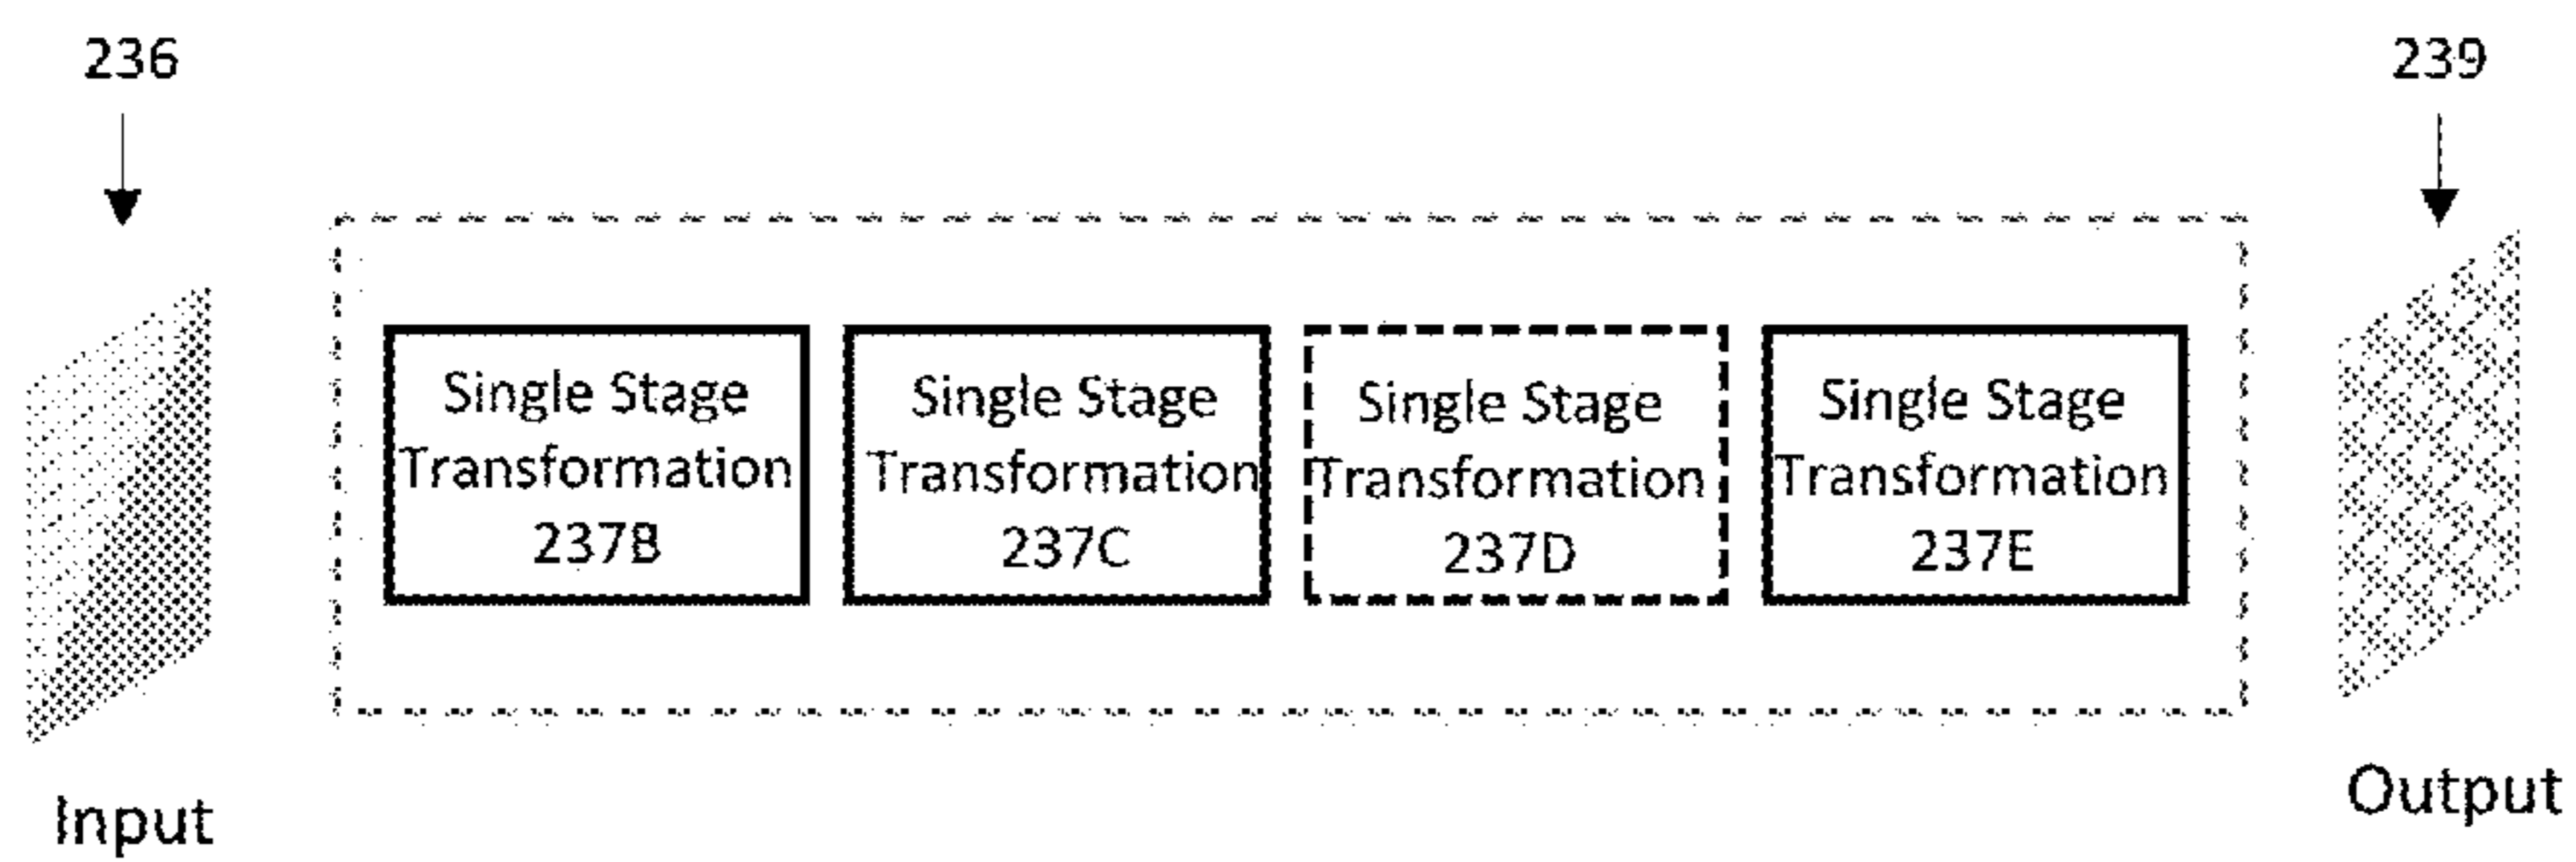 236
239
Single Stage
Transformation
237B
Single Stage
Transformation
237C
Single Stage
Transformation
237D
Single Stage
Transformation
237E
Input
Output